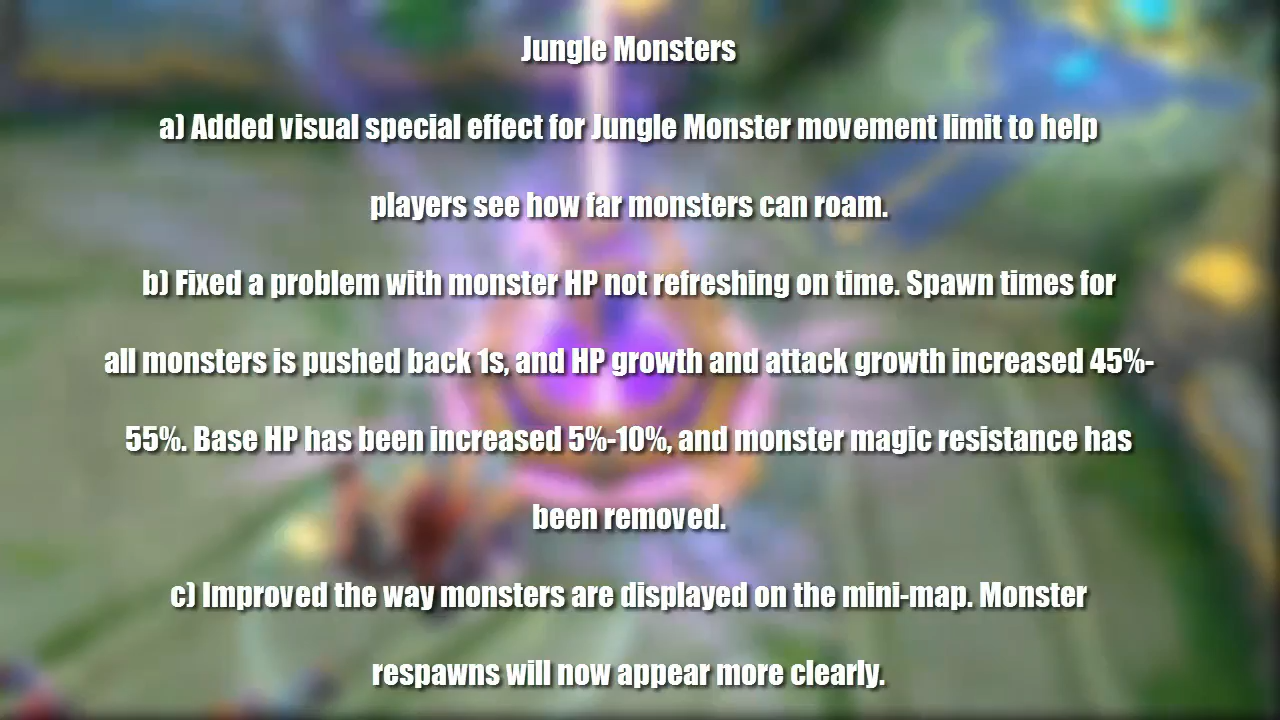 Jungle Monsters
a) Added visual special effect for Jungle Monster movement limit to help
players see how far monsters can roam.
b) Fixed a problem with monster HP not refreshing on time. Spawn times for
all monsters is pushed back 1s, and HP growth and attack growth increased 45%-
55%. Base HP has been increased 5%-10%, and monster magic resistance has
been removed.
c) Improved the way monsters are displayed on the mini-map. Monster
respawns will now appear more clearly.